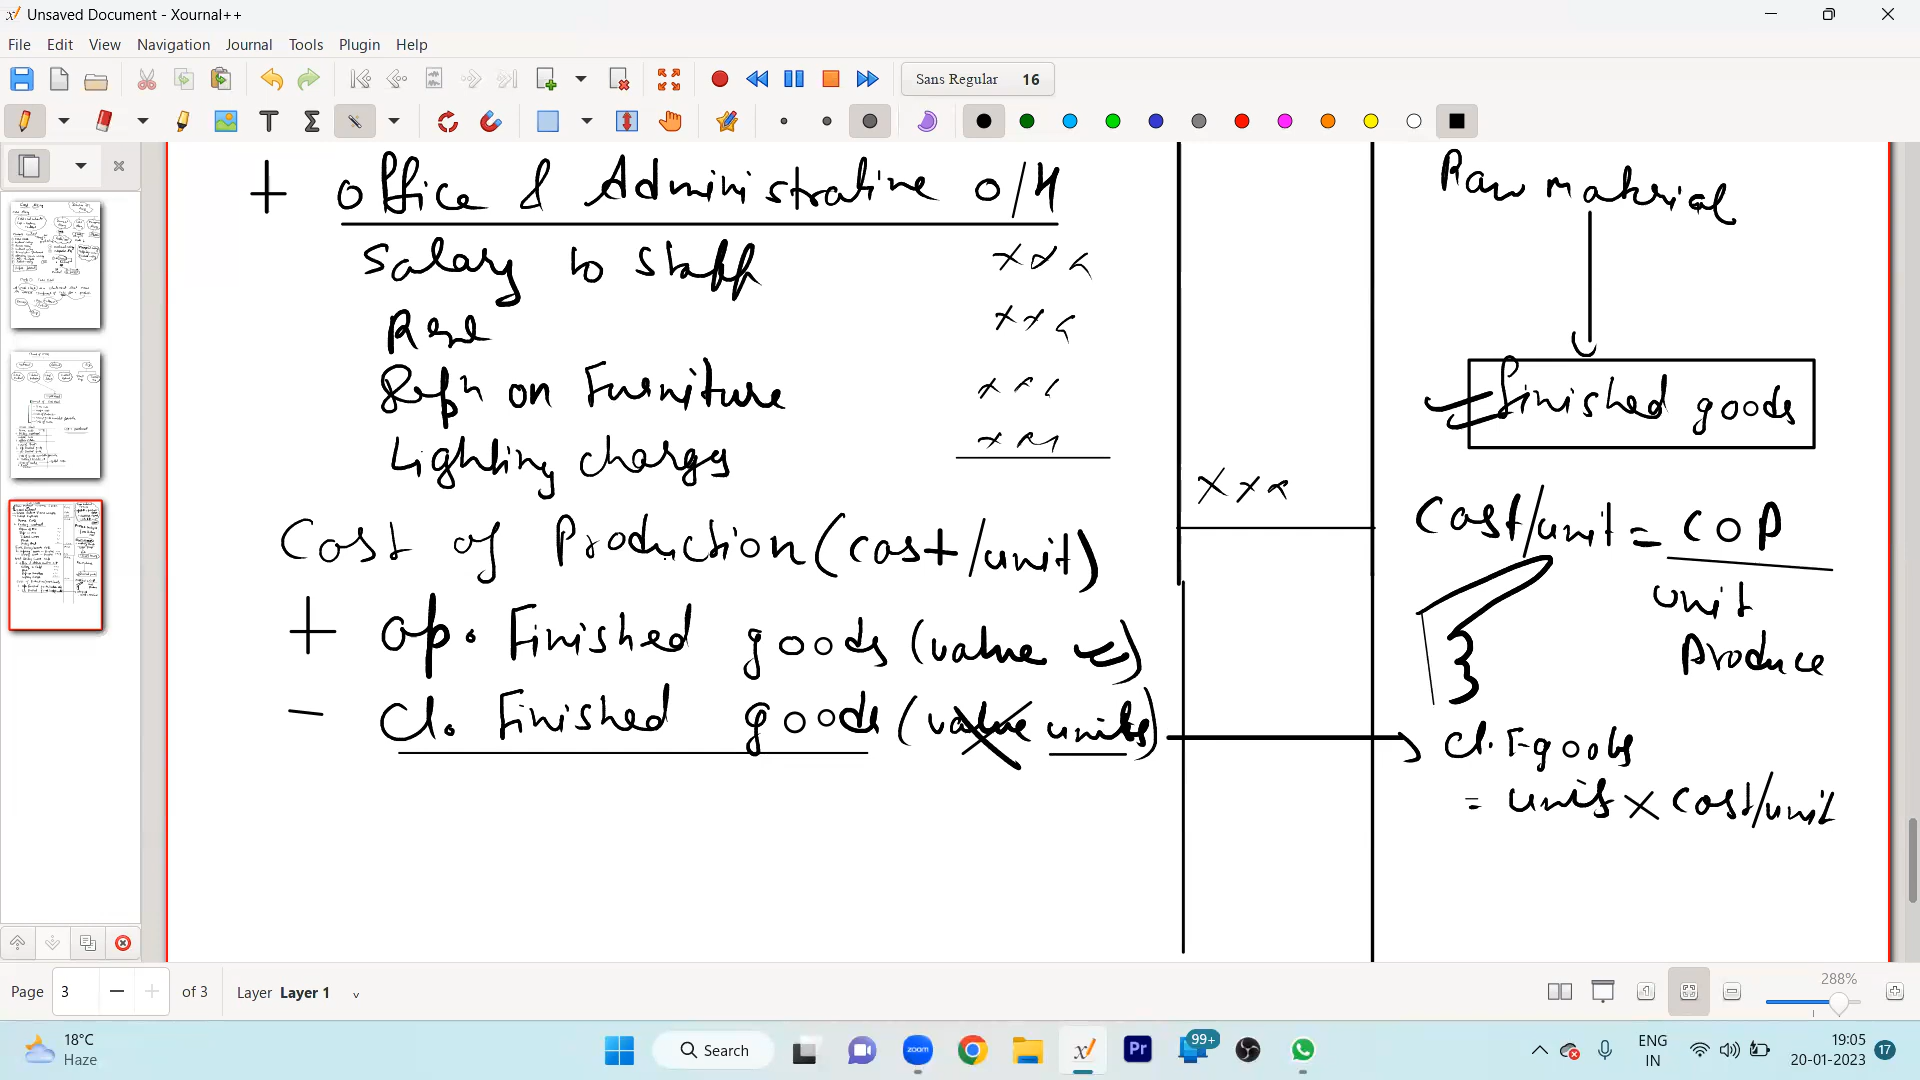 Unsaved Document - Xournal++
File Edit View Navigation Journal Tools Plugin Help
Sans Regular 16
+ Office & Administrative O/H
Salary to Staff xxx
Rent xxx
Depn on Furniture xxx
Lighting charges xxx
xxx
Cost of Production (cost/unit)
+ Op. Finished goods (value)
- Cl. Finished goods (value units)
Raw material
Finished goods
Cost/unit = COP
unit
Produce
Cl. F-goods
= units X Cost/unit
Page 3 of 3 Layer Layer 1
288%
18°C
Haze
Search
zoom
Pr
99+
ENG
IN
19:05
20-01-2023
17